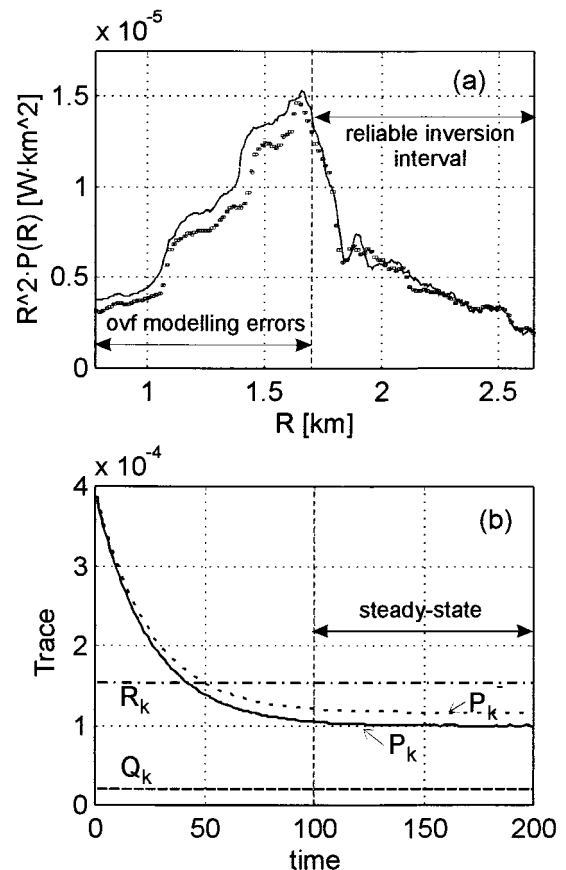 x 10^-5
(a)
1.5
1
0.5
0
R^2·P(R) [W·km^2]
reliable inversion
interval
ovf modelling errors
1
1.5
2
2.5
R [km]
x 10^-4
(b)
4
3
2
1
0
Trace
steady-state
R_k
P_k^-
P_k
Q_k
0
50
100
150
200
time